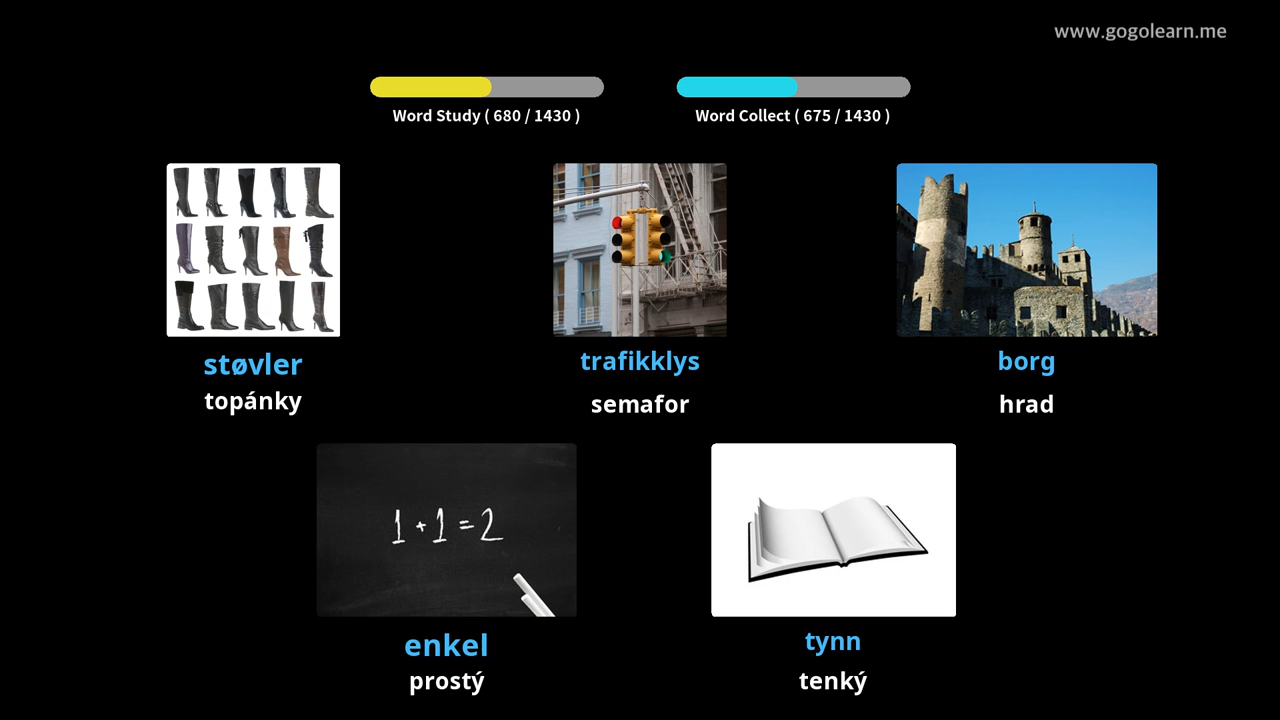 www.gogolearn.me
Word Study ( 680 / 1430 )
Word Collect ( 675 / 1430 )
støvler
topánky
trafikklys
semafor
borg
hrad
1 + 1 = 2
enkel
prostý
tynn
tenký